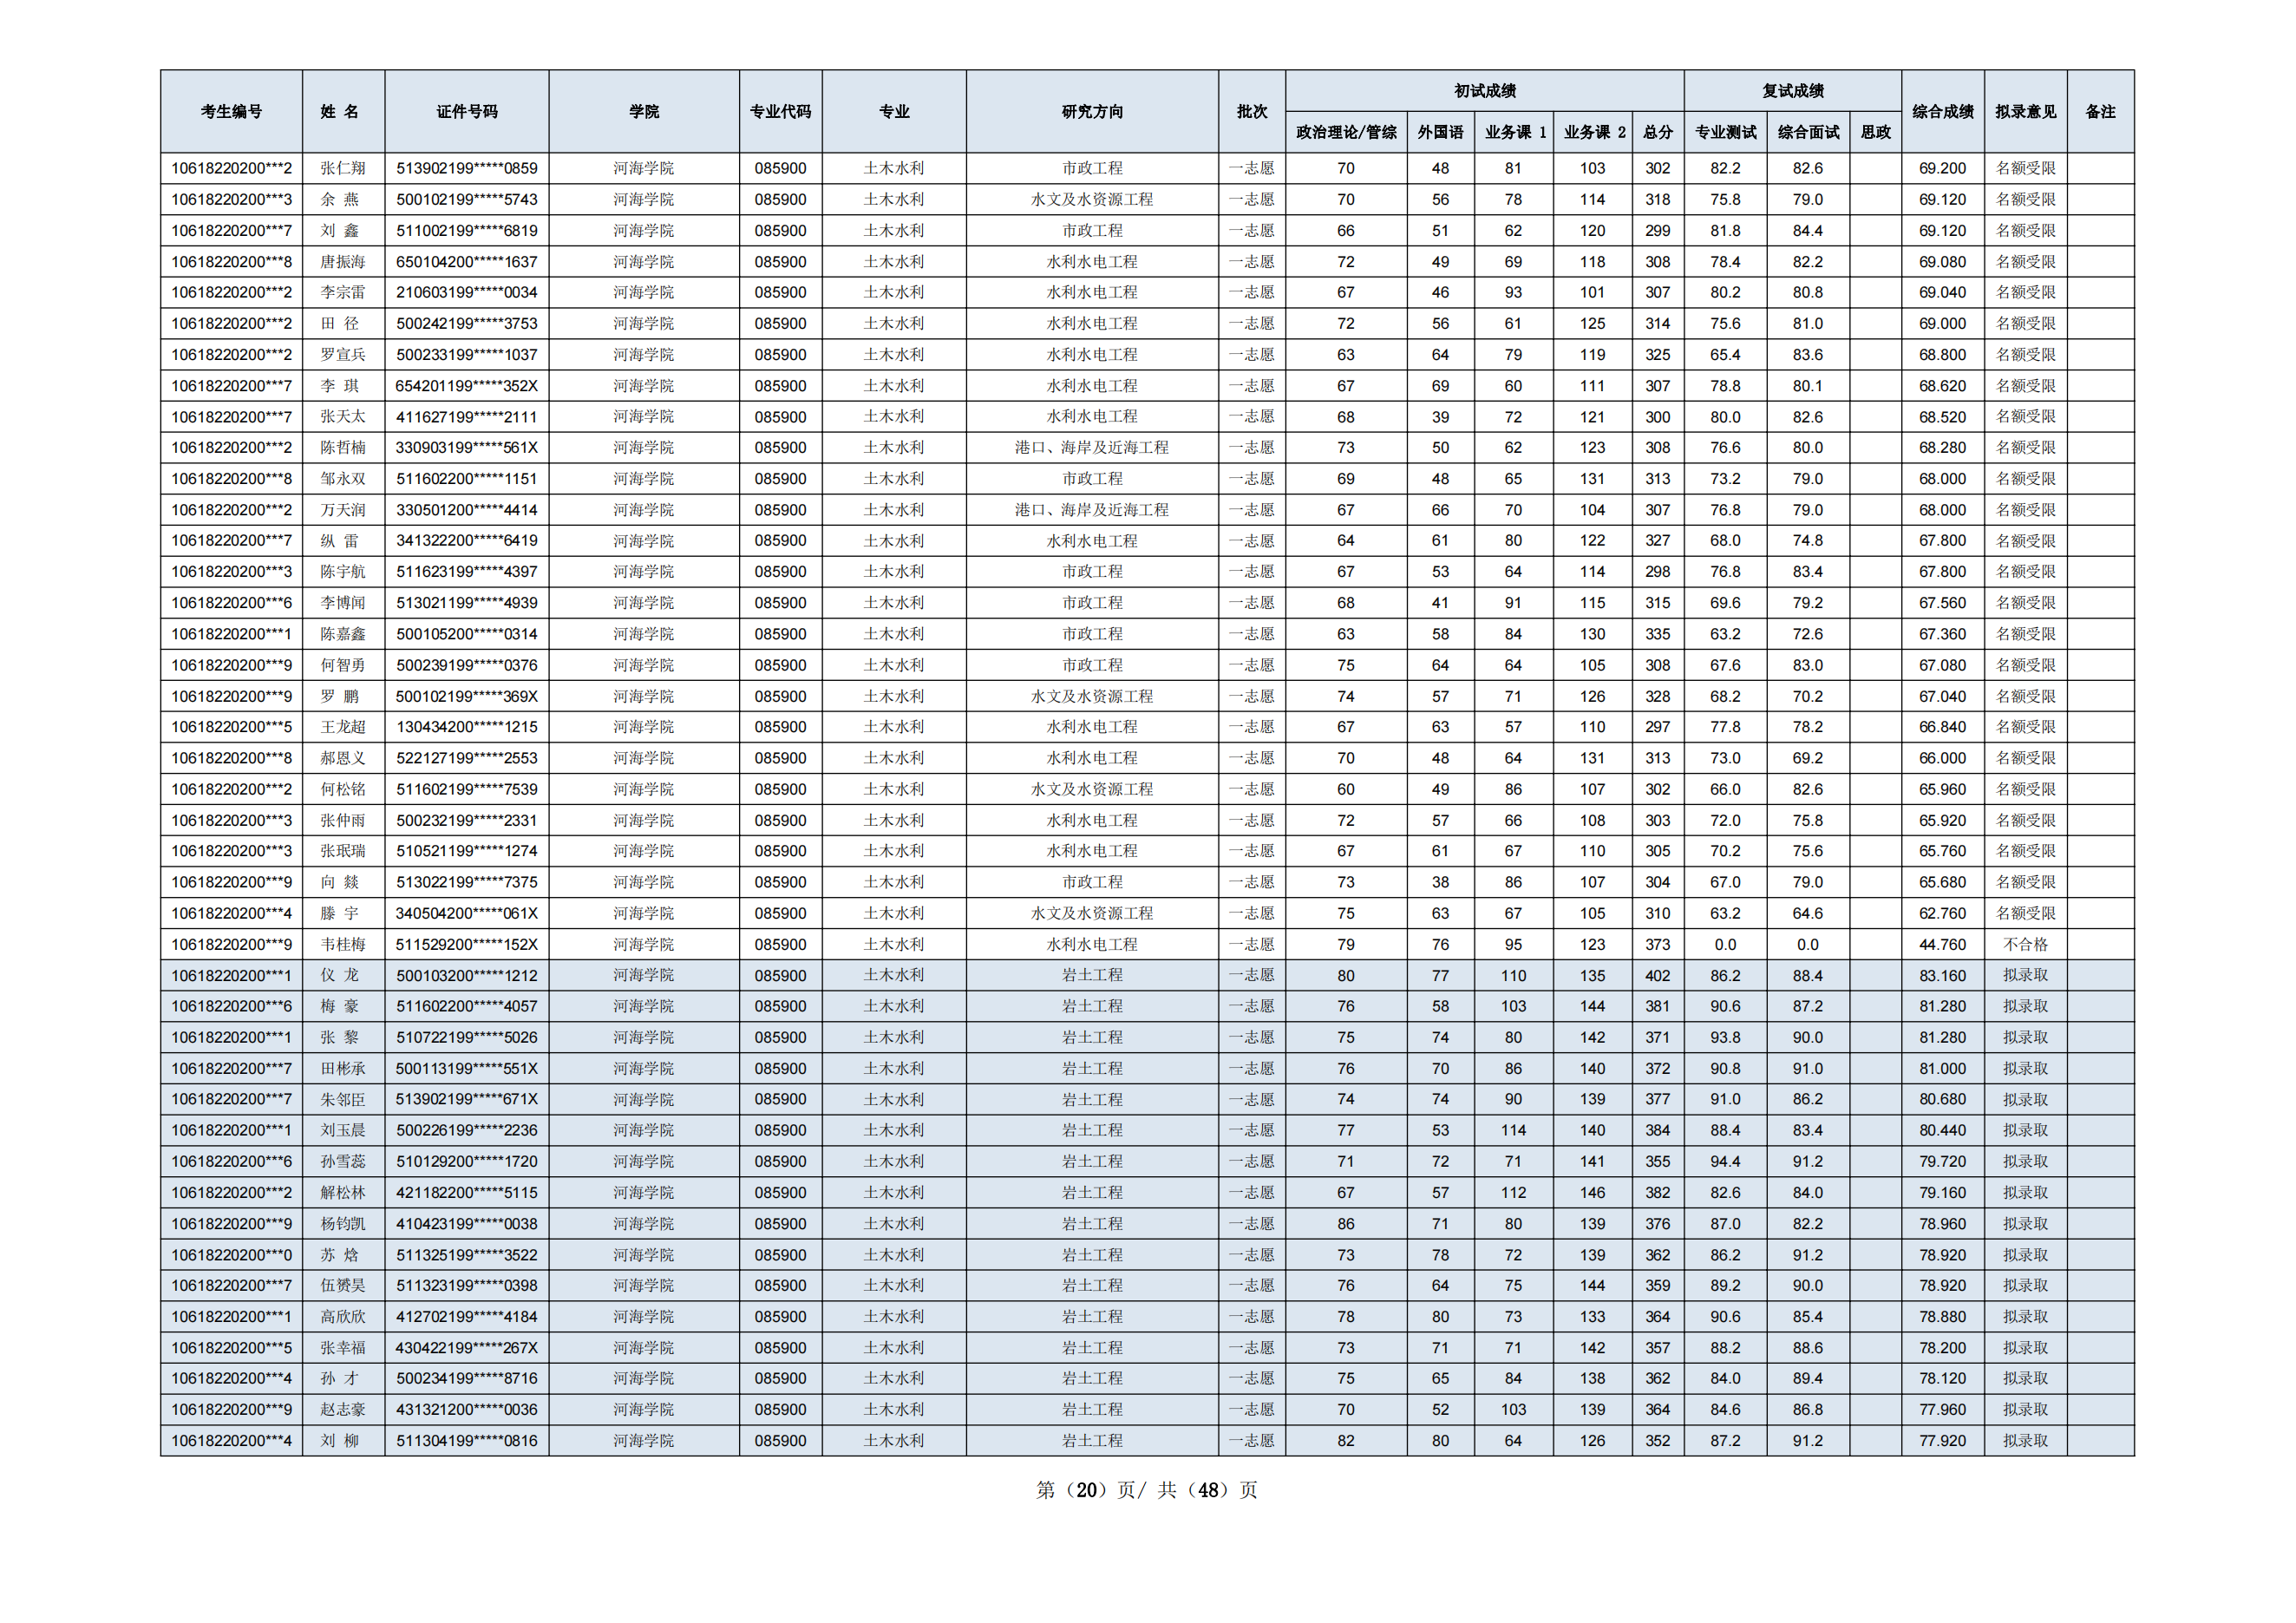 考生编号 姓 名 证件号码 学院 专业代码 专业 研究方向 批次 初试成绩 复试成绩 综合成绩 拟录意见 备注
政治理论/管综 外国语 业务课 1 业务课 2 总分 专业测试 综合面试 思政
10618220200***2 张仁翔 513902199*****0859 河海学院 085900 土木水利 市政工程 一志愿 70 48 81 103 302 82.2 82.6 69.200 名额受限
10618220200***3 余 燕 500102199*****5743 河海学院 085900 土木水利 水文及水资源工程 一志愿 70 56 78 114 318 75.8 79.0 69.120 名额受限
10618220200***7 刘 鑫 511002199*****6819 河海学院 085900 土木水利 市政工程 一志愿 66 51 62 120 299 81.8 84.4 69.120 名额受限
10618220200***8 唐振海 650104200*****1637 河海学院 085900 土木水利 水利水电工程 一志愿 72 49 69 118 308 78.4 82.2 69.080 名额受限
10618220200***2 李宗雷 210603199*****0034 河海学院 085900 土木水利 水利水电工程 一志愿 67 46 93 101 307 80.2 80.8 69.040 名额受限
10618220200***2 田 径 500242199*****3753 河海学院 085900 土木水利 水利水电工程 一志愿 72 56 61 125 314 75.6 81.0 69.000 名额受限
10618220200***2 罗宣兵 500233199*****1037 河海学院 085900 土木水利 水利水电工程 一志愿 63 64 79 119 325 65.4 83.6 68.800 名额受限
10618220200***7 李 琪 654201199*****352X 河海学院 085900 土木水利 水利水电工程 一志愿 67 69 60 111 307 78.8 80.1 68.620 名额受限
10618220200***7 张天太 411627199*****2111 河海学院 085900 土木水利 水利水电工程 一志愿 68 39 72 121 300 80.0 82.6 68.520 名额受限
10618220200***2 陈哲楠 330903199*****561X 河海学院 085900 土木水利 港口、海岸及近海工程 一志愿 73 50 62 123 308 76.6 80.0 68.280 名额受限
10618220200***8 邹永双 511602200*****1151 河海学院 085900 土木水利 市政工程 一志愿 69 48 65 131 313 73.2 79.0 68.000 名额受限
10618220200***2 万天润 330501200*****4414 河海学院 085900 土木水利 港口、海岸及近海工程 一志愿 67 66 70 104 307 76.8 79.0 68.000 名额受限
10618220200***7 纵 雷 341322200*****6419 河海学院 085900 土木水利 水利水电工程 一志愿 64 61 80 122 327 68.0 74.8 67.800 名额受限
10618220200***3 陈宇航 511623199*****4397 河海学院 085900 土木水利 市政工程 一志愿 67 53 64 114 298 76.8 83.4 67.800 名额受限
10618220200***6 李博闻 513021199*****4939 河海学院 085900 土木水利 市政工程 一志愿 68 41 91 115 315 69.6 79.2 67.560 名额受限
10618220200***1 陈嘉鑫 500105200*****0314 河海学院 085900 土木水利 市政工程 一志愿 63 58 84 130 335 63.2 72.6 67.360 名额受限
10618220200***9 何智勇 500239199*****0376 河海学院 085900 土木水利 市政工程 一志愿 75 64 64 105 308 67.6 83.0 67.080 名额受限
10618220200***9 罗 鹏 500102199*****369X 河海学院 085900 土木水利 水文及水资源工程 一志愿 74 57 71 126 328 68.2 70.2 67.040 名额受限
10618220200***5 王龙超 130434200*****1215 河海学院 085900 土木水利 水利水电工程 一志愿 67 63 57 110 297 77.8 78.2 66.840 名额受限
10618220200***8 郝恩义 522127199*****2553 河海学院 085900 土木水利 水利水电工程 一志愿 70 48 64 131 313 73.0 69.2 66.000 名额受限
10618220200***2 何松铭 511602199*****7539 河海学院 085900 土木水利 水文及水资源工程 一志愿 60 49 86 107 302 66.0 82.6 65.960 名额受限
10618220200***3 张仲雨 500232199*****2331 河海学院 085900 土木水利 水利水电工程 一志愿 72 57 66 108 303 72.0 75.8 65.920 名额受限
10618220200***3 张珉瑞 510521199*****1274 河海学院 085900 土木水利 水利水电工程 一志愿 67 61 67 110 305 70.2 75.6 65.760 名额受限
10618220200***9 向 燚 513022199*****7375 河海学院 085900 土木水利 市政工程 一志愿 73 38 86 107 304 67.0 79.0 65.680 名额受限
10618220200***4 滕 宇 340504200*****061X 河海学院 085900 土木水利 水文及水资源工程 一志愿 75 63 67 105 310 63.2 64.6 62.760 名额受限
10618220200***9 韦桂梅 511529200*****152X 河海学院 085900 土木水利 水利水电工程 一志愿 79 76 95 123 373 0.0 0.0 44.760 不合格
10618220200***1 仪 龙 500103200*****1212 河海学院 085900 土木水利 岩土工程 一志愿 80 77 110 135 402 86.2 88.4 83.160 拟录取
10618220200***6 梅 豪 511602200*****4057 河海学院 085900 土木水利 岩土工程 一志愿 76 58 103 144 381 90.6 87.2 81.280 拟录取
10618220200***1 张 黎 510722199*****5026 河海学院 085900 土木水利 岩土工程 一志愿 75 74 80 142 371 93.8 90.0 81.280 拟录取
10618220200***7 田彬承 500113199*****551X 河海学院 085900 土木水利 岩土工程 一志愿 76 70 86 140 372 90.8 91.0 81.000 拟录取
10618220200***7 朱邻臣 513902199*****671X 河海学院 085900 土木水利 岩土工程 一志愿 74 74 90 139 377 91.0 86.2 80.680 拟录取
10618220200***1 刘玉晨 500226199*****2236 河海学院 085900 土木水利 岩土工程 一志愿 77 53 114 140 384 88.4 83.4 80.440 拟录取
10618220200***6 孙雪蕊 510129200*****1720 河海学院 085900 土木水利 岩土工程 一志愿 71 72 71 141 355 94.4 91.2 79.720 拟录取
10618220200***2 解松林 421182200*****5115 河海学院 085900 土木水利 岩土工程 一志愿 67 57 112 146 382 82.6 84.0 79.160 拟录取
10618220200***9 杨钧凯 410423199*****0038 河海学院 085900 土木水利 岩土工程 一志愿 86 71 80 139 376 87.0 82.2 78.960 拟录取
10618220200***0 苏 焓 511325199*****3522 河海学院 085900 土木水利 岩土工程 一志愿 73 78 72 139 362 86.2 91.2 78.920 拟录取
10618220200***7 伍赟昊 511323199*****0398 河海学院 085900 土木水利 岩土工程 一志愿 76 64 75 144 359 89.2 90.0 78.920 拟录取
10618220200***1 高欣欣 412702199*****4184 河海学院 085900 土木水利 岩土工程 一志愿 78 80 73 133 364 90.6 85.4 78.880 拟录取
10618220200***5 张幸福 430422199*****267X 河海学院 085900 土木水利 岩土工程 一志愿 73 71 71 142 357 88.2 88.6 78.200 拟录取
10618220200***4 孙 才 500234199*****8716 河海学院 085900 土木水利 岩土工程 一志愿 75 65 84 138 362 84.0 89.4 78.120 拟录取
10618220200***9 赵志豪 431321200*****0036 河海学院 085900 土木水利 岩土工程 一志愿 70 52 103 139 364 84.6 86.8 77.960 拟录取
10618220200***4 刘 柳 511304199*****0816 河海学院 085900 土木水利 岩土工程 一志愿 82 80 64 126 352 87.2 91.2 77.920 拟录取
第（20）页/ 共（48）页